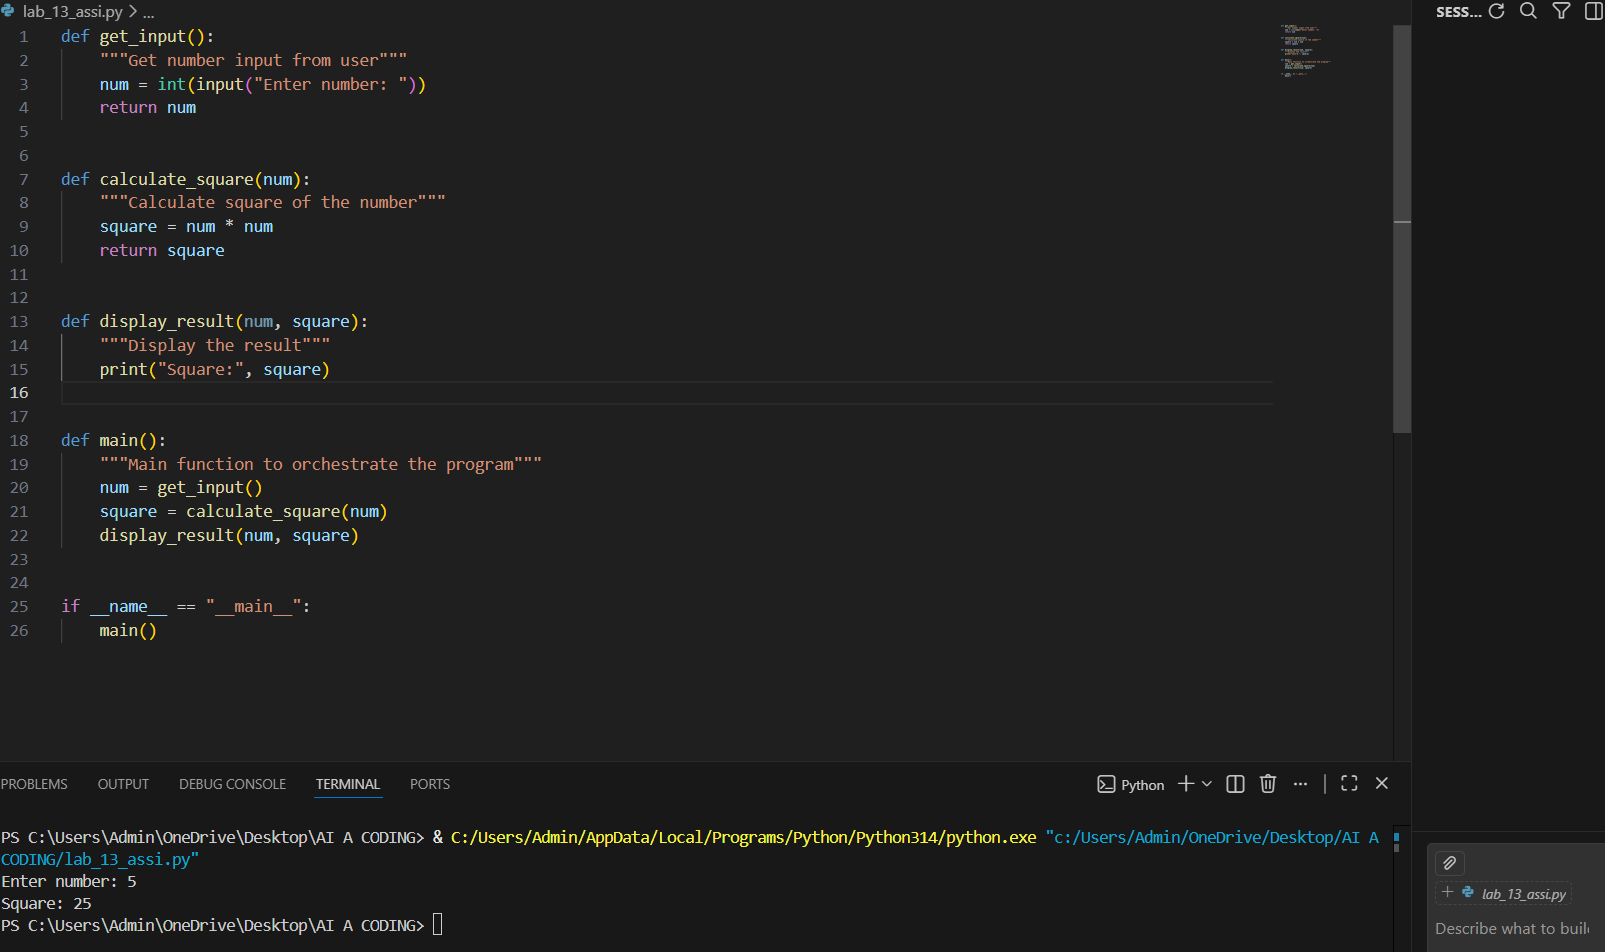 lab_13_assi.py > ...
SESS...
1 def get_input():
2     """Get number input from user"""
3     num = int(input("Enter number: "))
4     return num
5
6
7 def calculate_square(num):
8     """Calculate square of the number"""
9     square = num * num
10     return square
11
12
13 def display_result(num, square):
14     """Display the result"""
15     print("Square:", square)
16
17
18 def main():
19     """Main function to orchestrate the program"""
20     num = get_input()
21     square = calculate_square(num)
22     display_result(num, square)
23
24
25 if __name__ == "__main__":
26     main()
PROBLEMS OUTPUT DEBUG CONSOLE TERMINAL PORTS
Python
PS C:\Users\Admin\OneDrive\Desktop\AI A CODING> & C:/Users/Admin/AppData/Local/Programs/Python/Python314/python.exe "c:/Users/Admin/OneDrive/Desktop/AI A
CODING/lab_13_assi.py"
Enter number: 5
Square: 25
PS C:\Users\Admin\OneDrive\Desktop\AI A CODING>
+ lab_13_assi.py
Describe what to buil